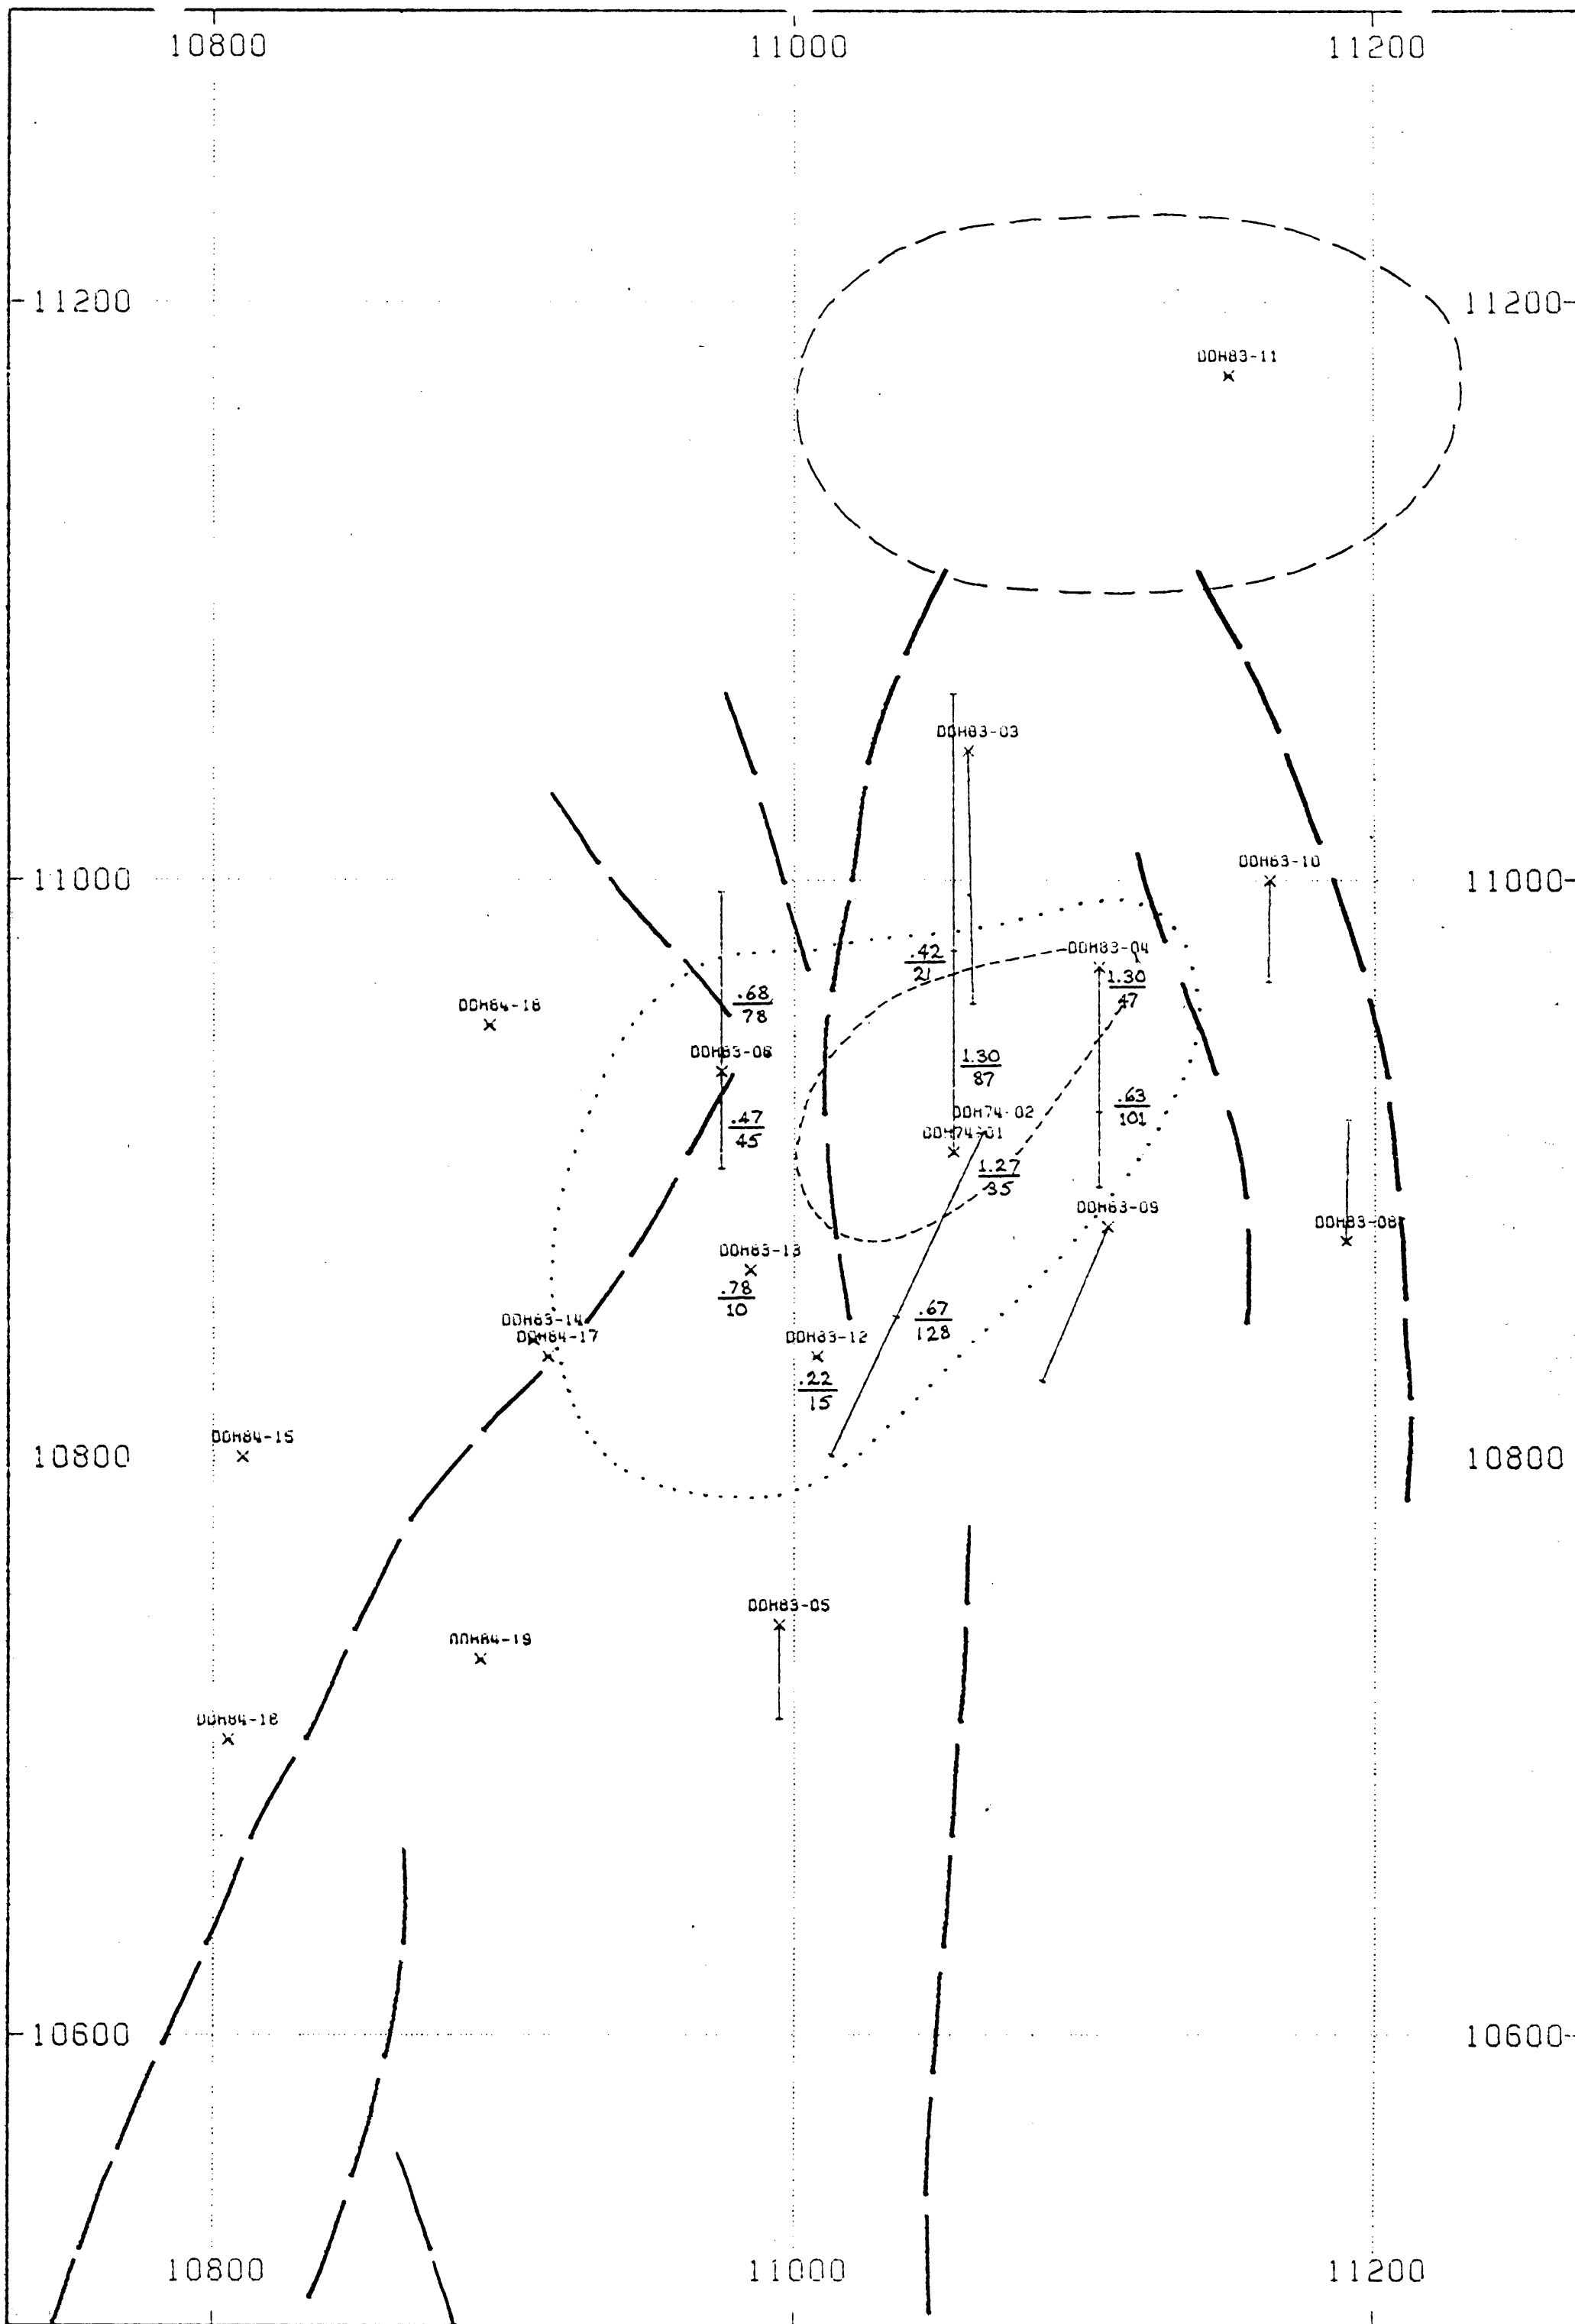 10800 11000 11200
11200 11200
DDH83-11
DDH83-03
11000 DDH83-10 11000
.42
21
DDH83-04
1.30
47
.68
78
DDH84-16
DDH83-06
1.30
87
.63
101
DDH74-02
DDH74-01
.47
45
1.27
35
DDH83-09
DDH83-08
DDH83-13
.78
10
.67
128
DDH83-14
DDH84-17
DDH83-12
.22
15
DDH84-15
10800 10800
DDH83-05
DDH84-19
DDH84-18
10600 10600
10800 11000 11200